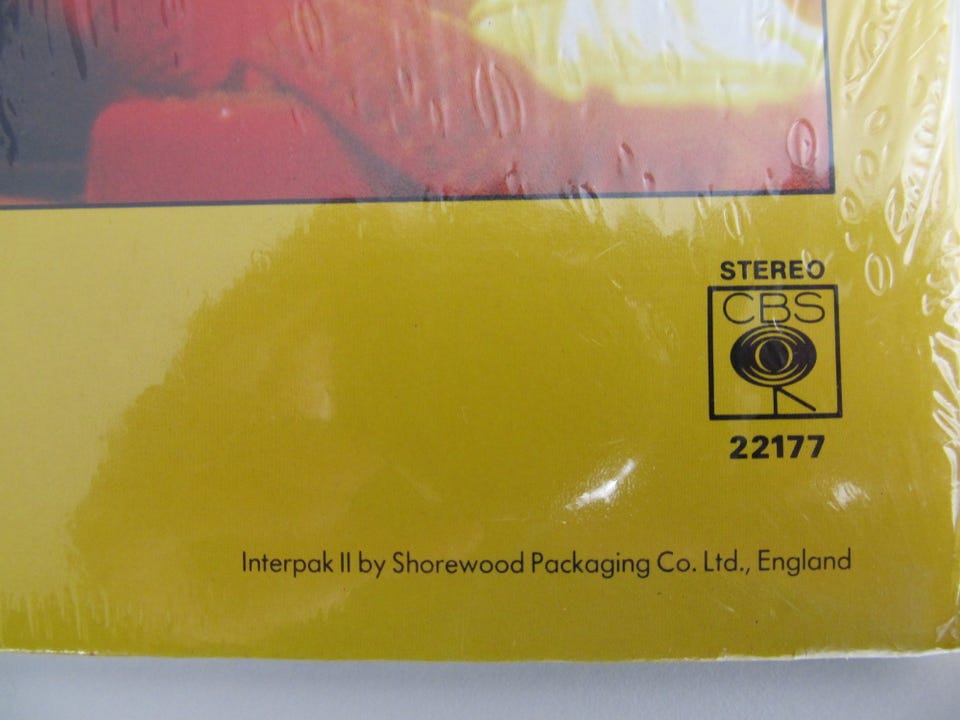 STEREO
CBS
22177
Interpak II by Shorewood Packaging Co. Ltd., England